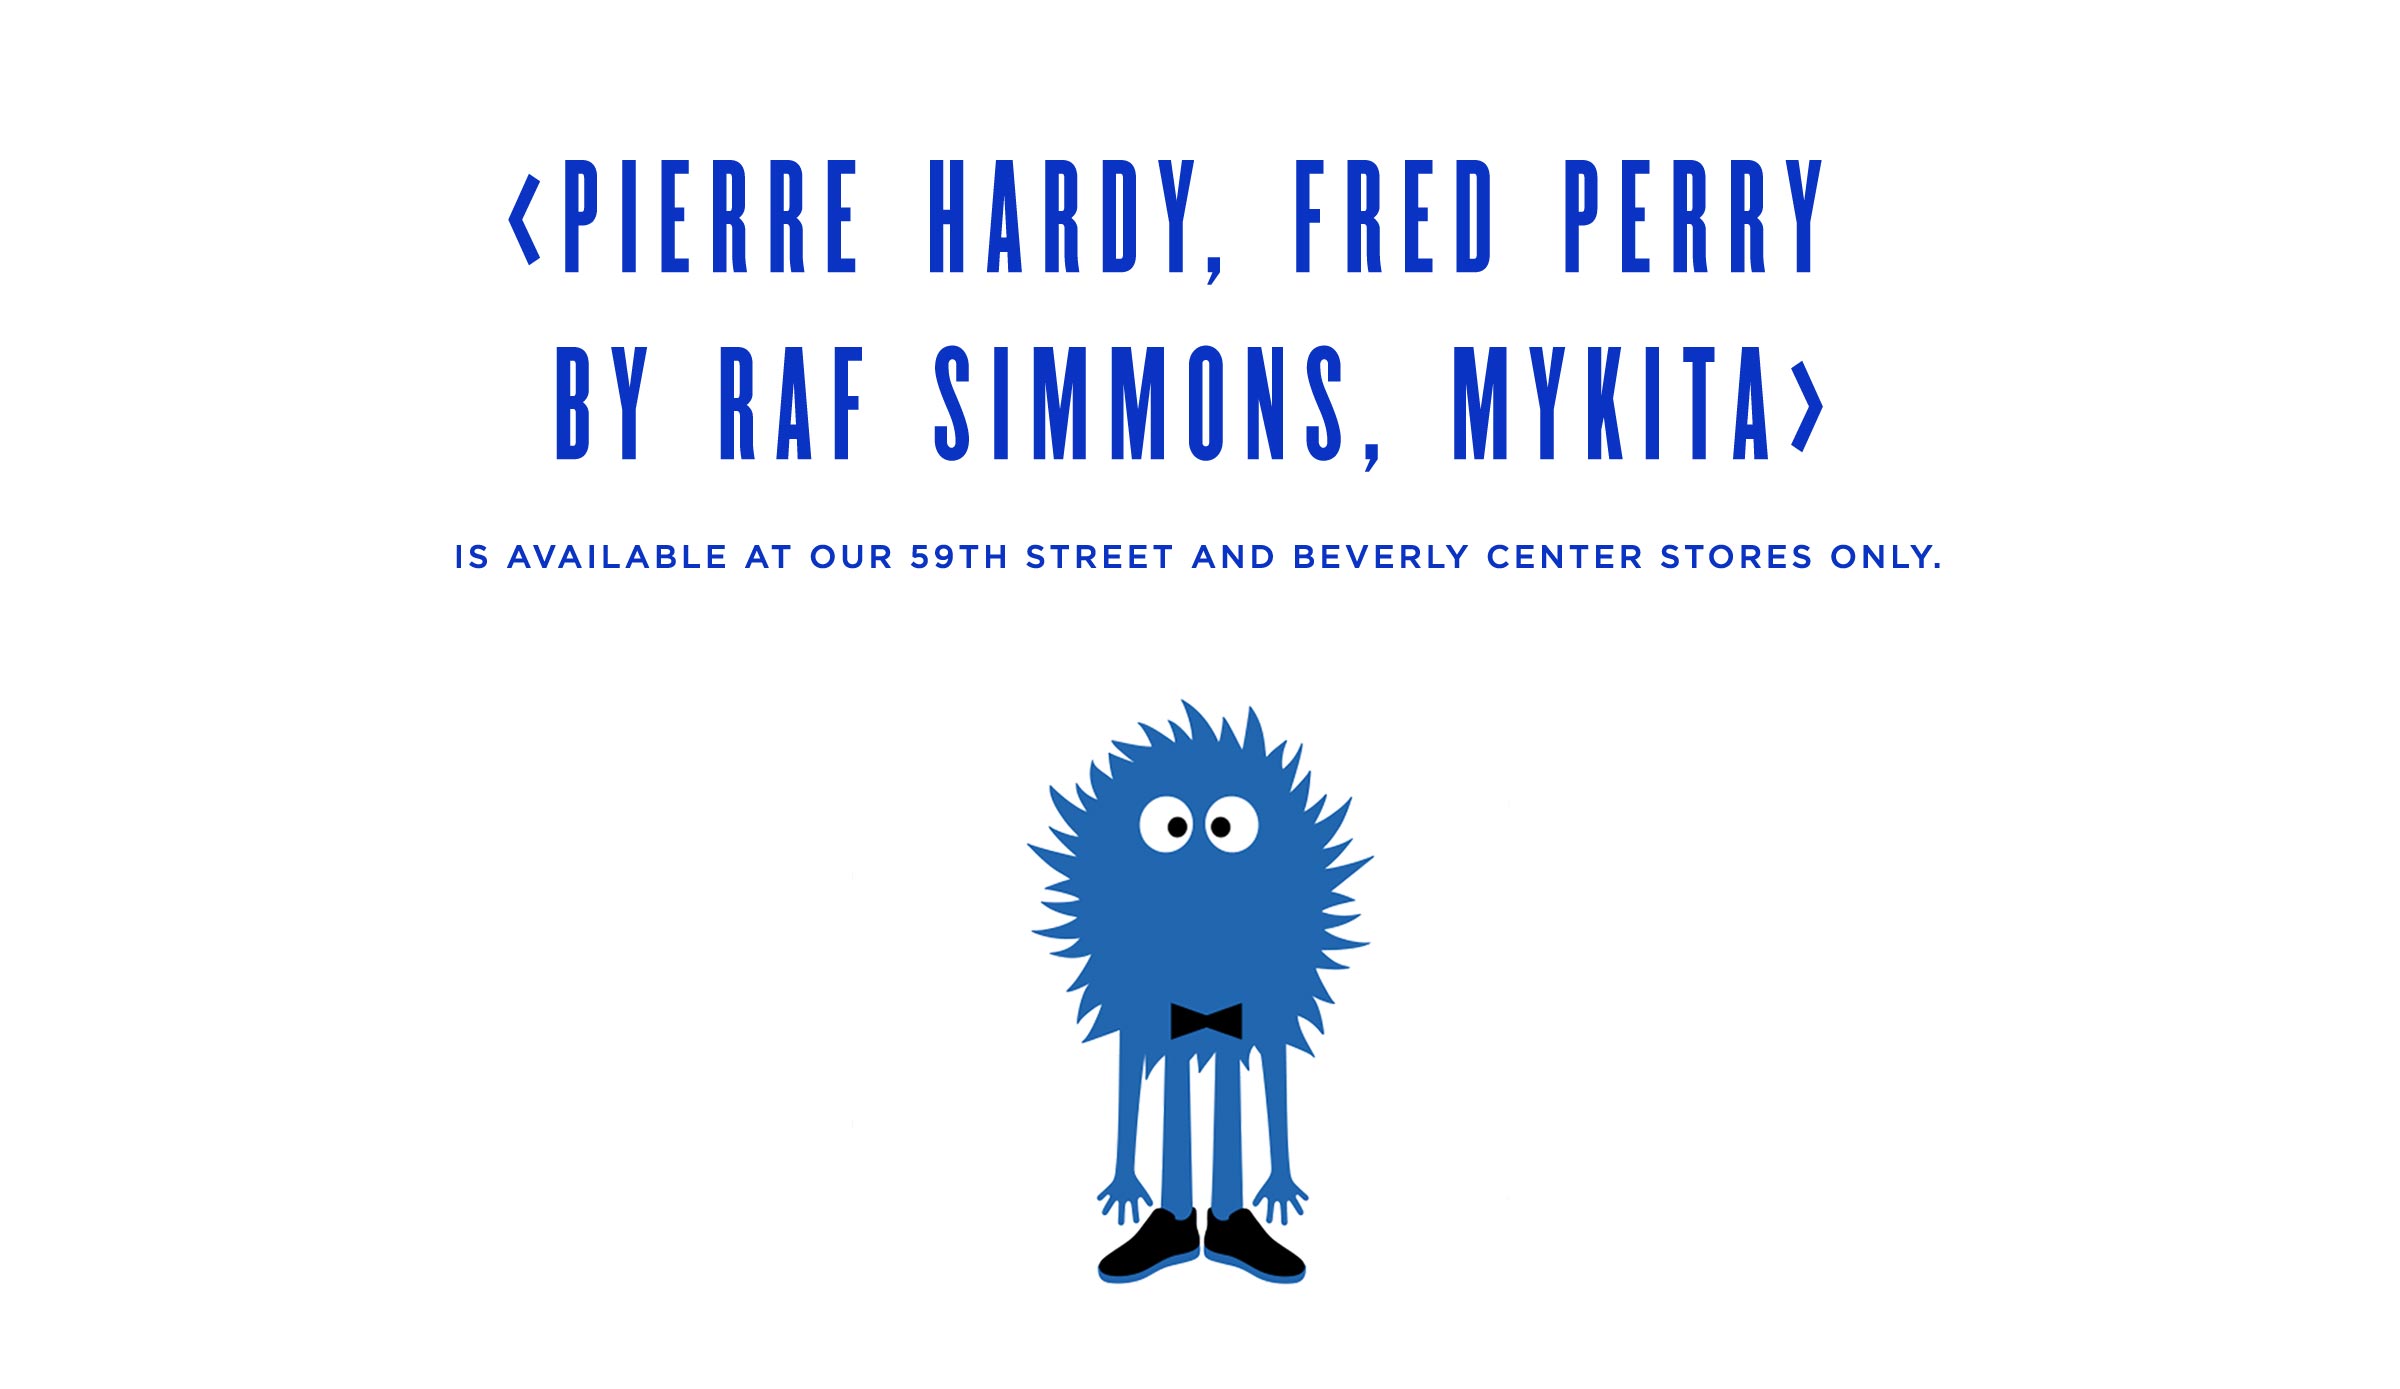 <PIERRE HARDY, FRED PERRY
BY RAF SIMMONS, MYKITA>
IS AVAILABLE AT OUR 59TH STREET AND BEVERLY CENTER STORES ONLY.